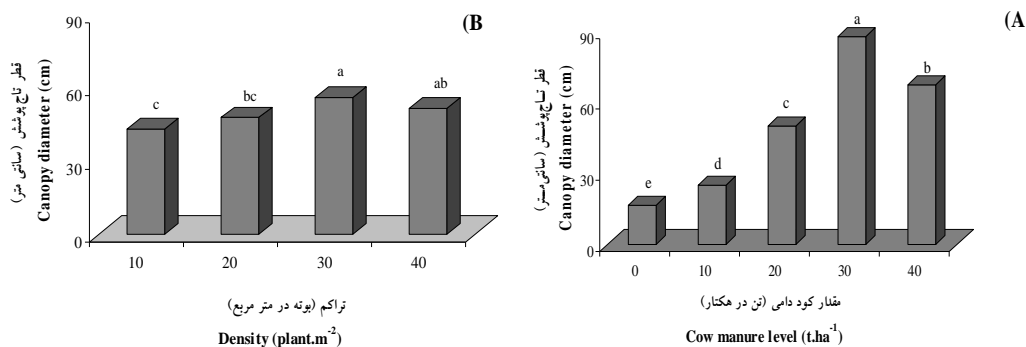 (B
90
60
30
0
قطر تاج پوشش (سانتی متر)
Canopy diameter (cm)
c
bc
a
ab
10 20 30 40
تراکم (بوته در متر مربع)
Density (plant.m⁻²)
(A
90
60
30
0
قطر تاج‌پوشش (سانتی‌متر)
Canopy diameter (cm)
e
d
c
a
b
0 10 20 30 40
مقدار کود دامی (تن در هکتار)
Cow manure level (t.ha⁻¹)